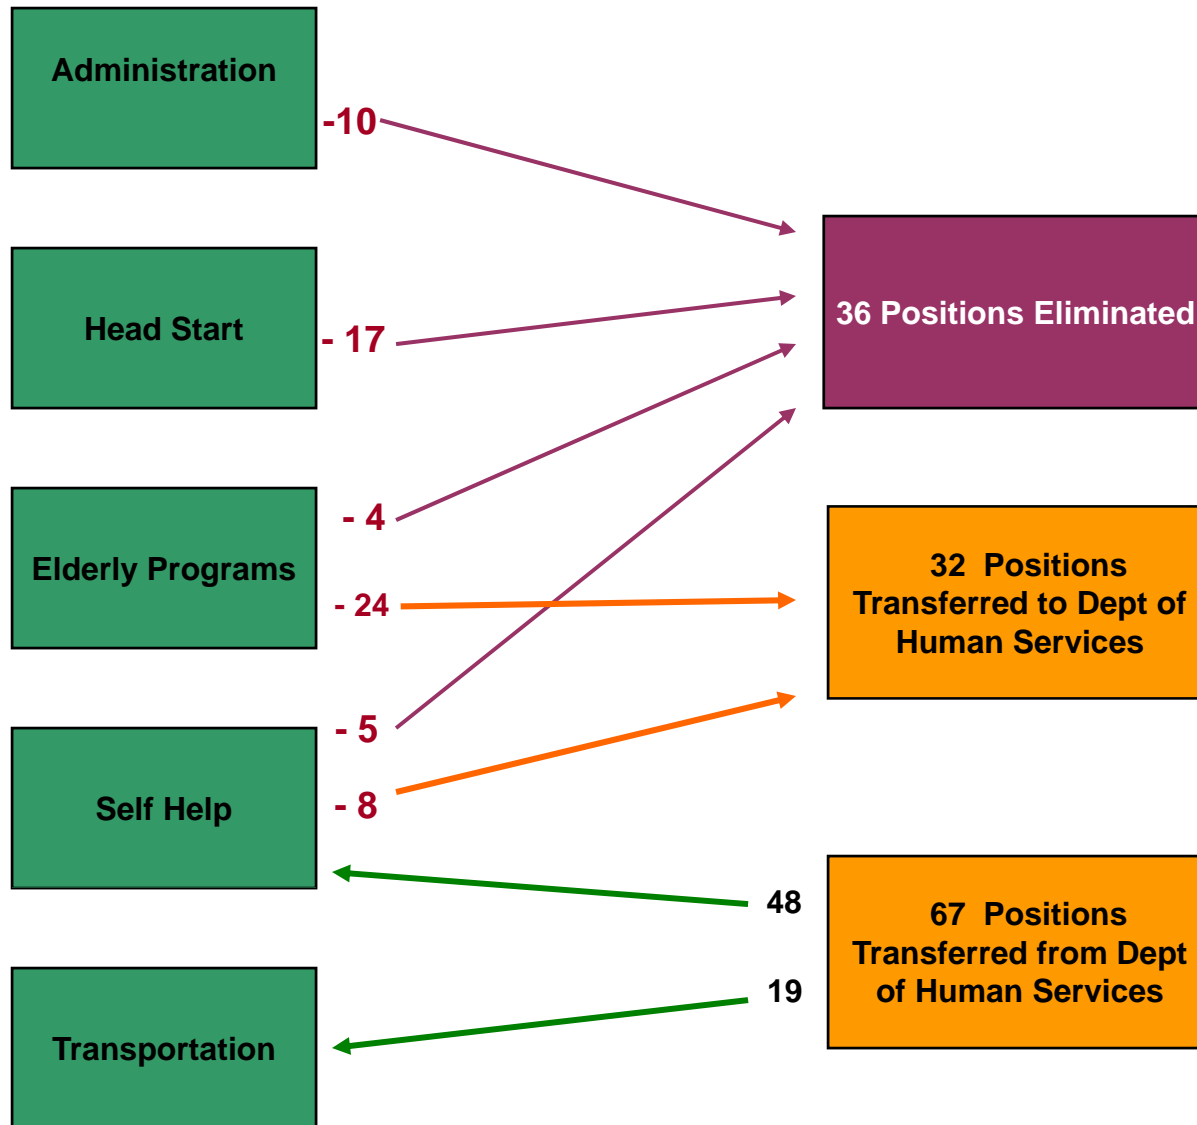 Administration
-10
Head Start
- 17
36 Positions Eliminated
Elderly Programs
- 4
- 24
32  Positions
Transferred to Dept of
Human Services
Self Help
- 5
- 8
48
19
67  Positions
Transferred from Dept
of Human Services
Transportation